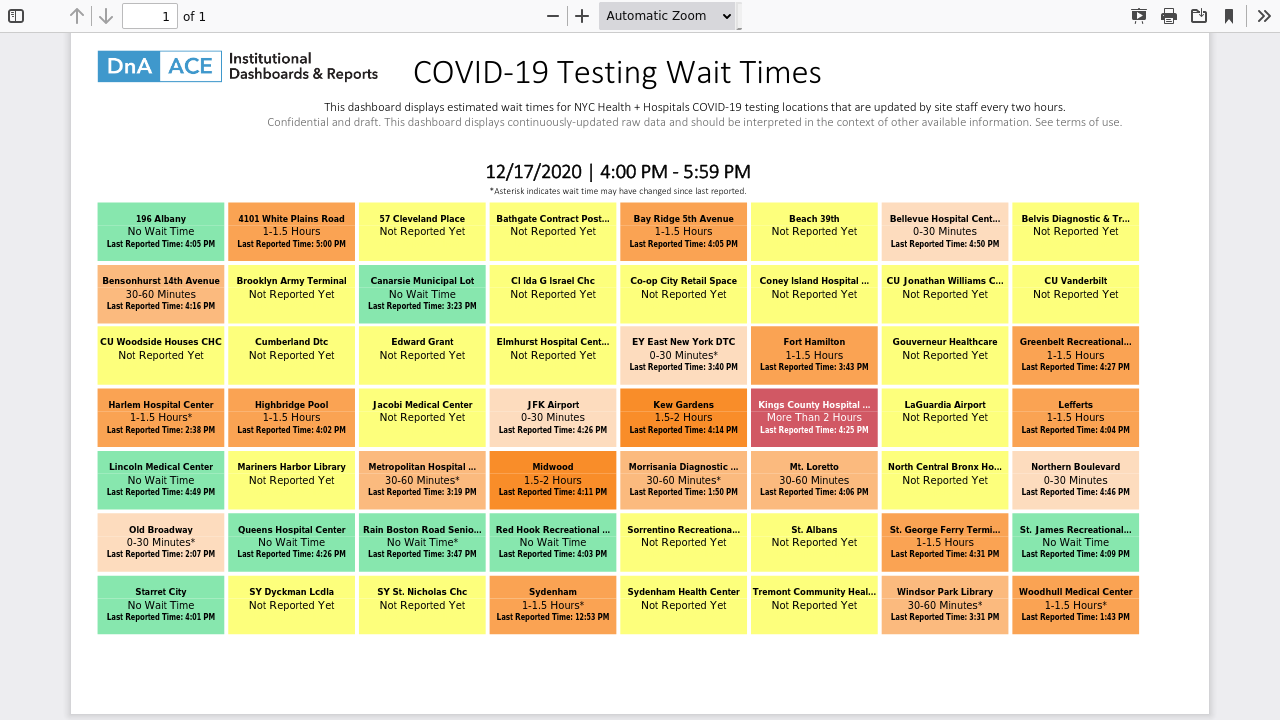 1 of 1 Automatic Zoom
DnA ACE Institutional
Dashboards & Reports
COVID-19 Testing Wait Times
This dashboard displays estimated wait times for NYC Health + Hospitals COVID-19 testing locations that are updated by site staff every two hours.
Confidential and draft. This dashboard displays continuously-updated raw data and should be interpreted in the context of other available information. See terms of use.
12/17/2020 | 4:00 PM - 5:59 PM
*Asterisk indicates wait time may have changed since last reported.
196 Albany
No Wait Time
Last Reported Time: 4:05 PM
4101 White Plains Road
1-1.5 Hours
Last Reported Time: 5:00 PM
57 Cleveland Place
Not Reported Yet
Bathgate Contract Post...
Not Reported Yet
Bay Ridge 5th Avenue
1-1.5 Hours
Last Reported Time: 4:05 PM
Beach 39th
Not Reported Yet
Bellevue Hospital Cent...
0-30 Minutes
Last Reported Time: 4:50 PM
Belvis Diagnostic & Tr...
Not Reported Yet
Bensonhurst 14th Avenue
30-60 Minutes
Last Reported Time: 4:16 PM
Brooklyn Army Terminal
Not Reported Yet
Canarsie Municipal Lot
No Wait Time
Last Reported Time: 3:23 PM
Cl Ida G Israel Chc
Not Reported Yet
Co-op City Retail Space
Not Reported Yet
Coney Island Hospital ...
Not Reported Yet
CU Jonathan Williams C...
Not Reported Yet
CU Vanderbilt
Not Reported Yet
CU Woodside Houses CHC
Not Reported Yet
Cumberland Dtc
Not Reported Yet
Edward Grant
Not Reported Yet
Elmhurst Hospital Cent...
Not Reported Yet
EY East New York DTC
0-30 Minutes*
Last Reported Time: 3:40 PM
Fort Hamilton
1-1.5 Hours
Last Reported Time: 3:43 PM
Gouverneur Healthcare
Not Reported Yet
Greenbelt Recreational...
1-1.5 Hours
Last Reported Time: 4:27 PM
Harlem Hospital Center
1-1.5 Hours*
Last Reported Time: 2:38 PM
Highbridge Pool
1-1.5 Hours
Last Reported Time: 4:02 PM
Jacobi Medical Center
Not Reported Yet
JFK Airport
0-30 Minutes
Last Reported Time: 4:26 PM
Kew Gardens
1.5-2 Hours
Last Reported Time: 4:14 PM
Kings County Hospital ...
More Than 2 Hours
Last Reported Time: 4:25 PM
LaGuardia Airport
Not Reported Yet
Lefferts
1-1.5 Hours
Last Reported Time: 4:04 PM
Lincoln Medical Center
No Wait Time
Last Reported Time: 4:49 PM
Mariners Harbor Library
Not Reported Yet
Metropolitan Hospital ...
30-60 Minutes*
Last Reported Time: 3:19 PM
Midwood
1.5-2 Hours
Last Reported Time: 4:11 PM
Morrisania Diagnostic ...
30-60 Minutes*
Last Reported Time: 1:50 PM
Mt. Loretto
30-60 Minutes
Last Reported Time: 4:06 PM
North Central Bronx Ho...
Not Reported Yet
Northern Boulevard
0-30 Minutes
Last Reported Time: 4:46 PM
Old Broadway
0-30 Minutes*
Last Reported Time: 2:07 PM
Queens Hospital Center
No Wait Time
Last Reported Time: 4:26 PM
Rain Boston Road Senio...
No Wait Time*
Last Reported Time: 3:47 PM
Red Hook Recreational ...
No Wait Time
Last Reported Time: 4:03 PM
Sorrentino Recreationa...
Not Reported Yet
St. Albans
Not Reported Yet
St. George Ferry Termi...
1-1.5 Hours
Last Reported Time: 4:31 PM
St. James Recreational...
No Wait Time
Last Reported Time: 4:09 PM
Starret City
No Wait Time
Last Reported Time: 4:01 PM
SY Dyckman Lcdla
Not Reported Yet
SY St. Nicholas Chc
Not Reported Yet
Sydenham
1-1.5 Hours*
Last Reported Time: 12:53 PM
Sydenham Health Center
Not Reported Yet
Tremont Community Heal...
Not Reported Yet
Windsor Park Library
30-60 Minutes*
Last Reported Time: 3:31 PM
Woodhull Medical Center
1-1.5 Hours*
Last Reported Time: 1:43 PM